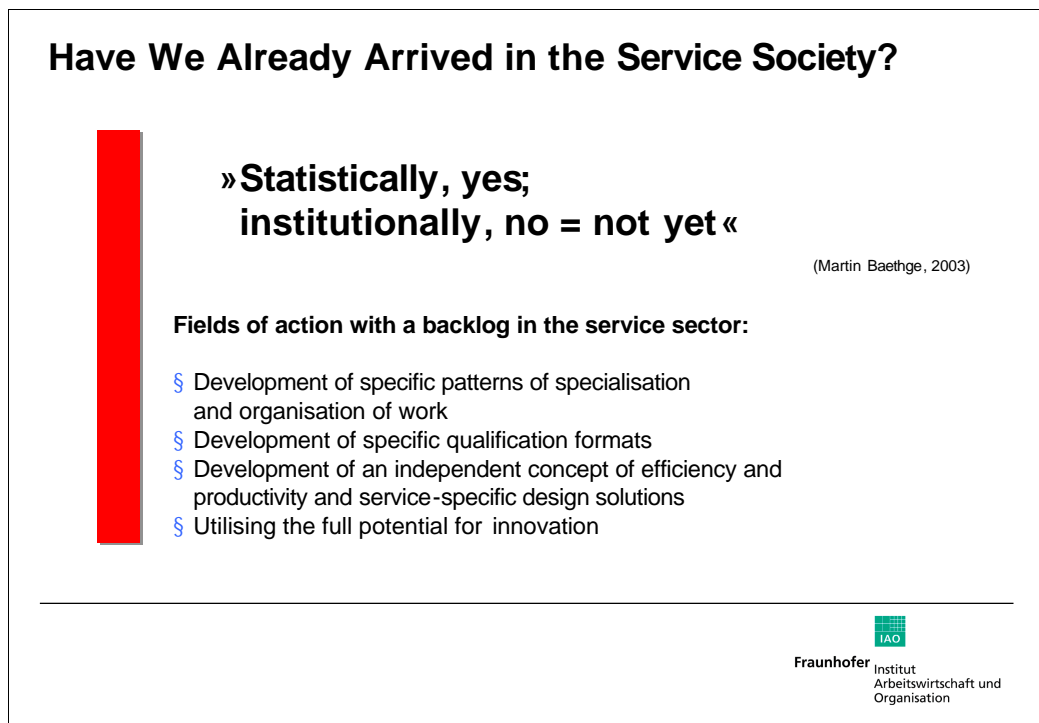 Have We Already Arrived in the Service Society?
»Statistically, yes;
institutionally, no = not yet«
(Martin Baethge, 2003)
Fields of action with a backlog in the service sector:
§ Development of specific patterns of specialisation
and organisation of work
§ Development of specific qualification formats
§ Development of an independent concept of efficiency and
productivity and service-specific design solutions
§ Utilising the full potential for innovation
IAO
Fraunhofer Institut
Arbeitswirtschaft und
Organisation